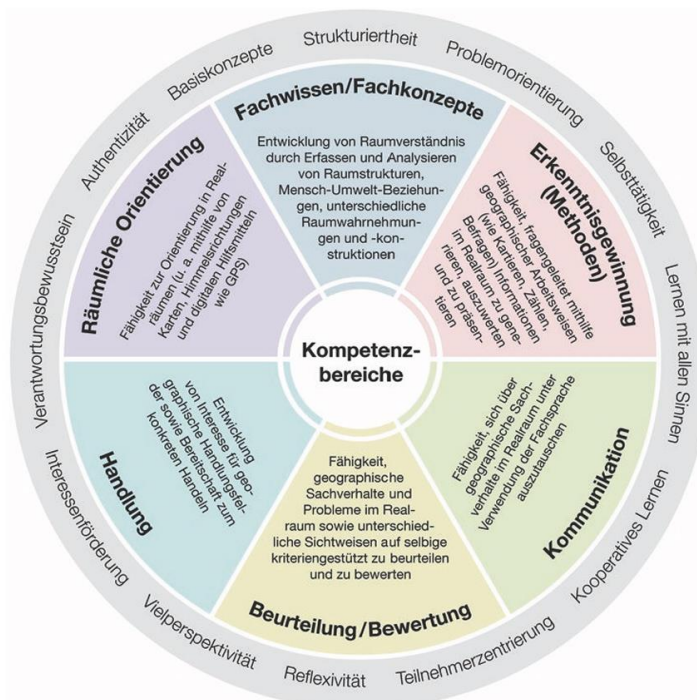 Strukturiertheit
Problemorientierung
Selbsttätigkeit
Lernen mit allen Sinnen
Kooperatives Lernen
Teilnehmerzentrierung
Reflexivität
Vielperspektivität
Interessenförderung
Verantwortungsbewusstsein
Authentizität
Basiskonzepte
Fachwissen/Fachkonzepte
Entwicklung von Raumverständnis
durch Erfassen und Analysieren
von Raumstrukturen,
Mensch-Umwelt-Beziehun-
gen, unterschiedliche
Raumwahrnehmun-
gen und -kon-
struktionen
Erkenntnisgewinnung
(Methoden)
Fähigkeit, fragengeleitet mithilfe
geographischer Arbeitsweisen
(wie Kartieren, Zählen,
Befragen) Informationen
im Realraum zu gene-
rieren, auszuwerten
und zu präsen-
tieren
Kommunikation
Fähigkeit, sich über
geographische Sach-
verhalte im Realraum unter
Verwendung der Fachsprache
auszutauschen
Fähigkeit,
geographische
Sachverhalte und
Probleme im Real-
raum sowie unterschied-
liche Sichtweisen auf selbige
kriteriengestützt zu beurteilen
und zu bewerten
Beurteilung/Bewertung
Handlung
Entwicklung
von Interesse für geo-
graphische Handlungsfel-
der sowie Bereitschaft zum
konkreten Handeln
Räumliche Orientierung
Fähigkeit zur Orientierung in Real-
räumen (u. a. mithilfe von
Karten, Himmelsrichtungen
und digitalen Hilfsmitteln
wie GPS)
Kompetenz-
bereiche